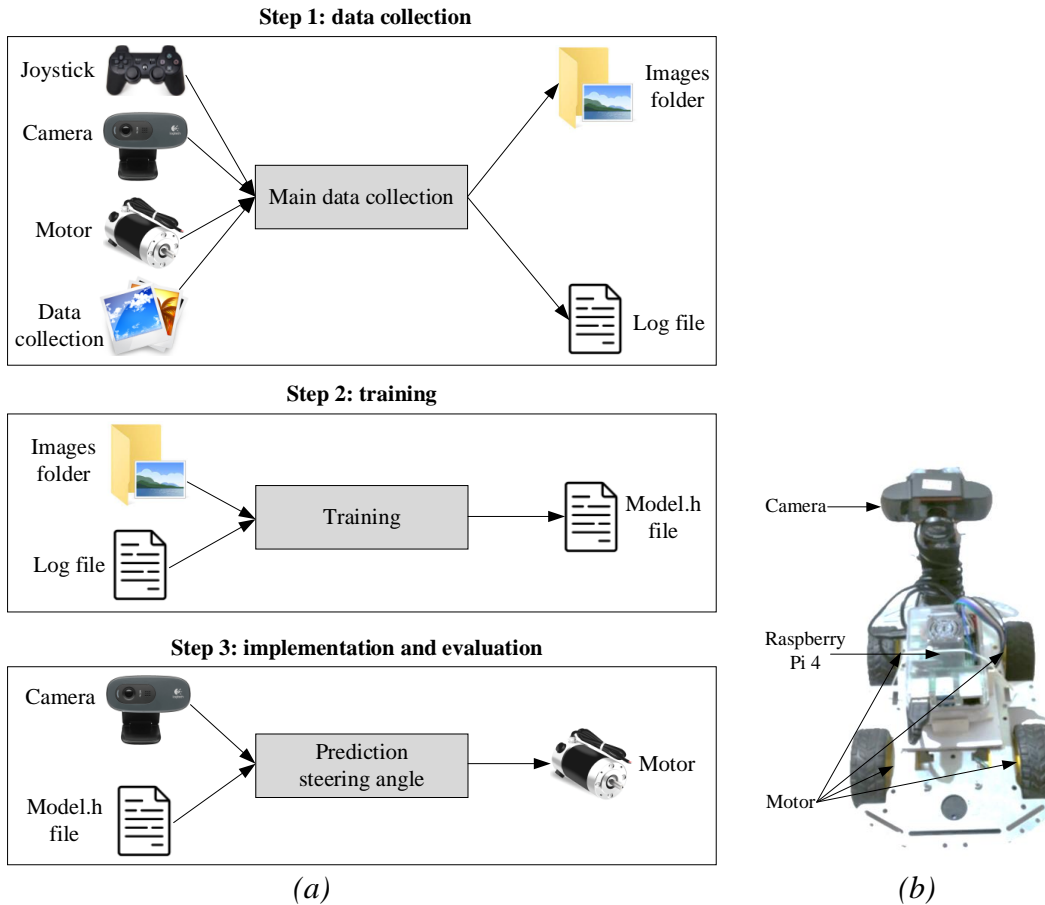 Step 1: data collection
Joystick
Camera
Motor
Data
collection
Main data collection
Images
folder
Log file
Step 2: training
Images
folder
Log file
Training
Model.h
file
Step 3: implementation and evaluation
Camera
Model.h
file
Prediction
steering angle
Motor
(a)
Camera
Raspberry
Pi 4
Motor
(b)